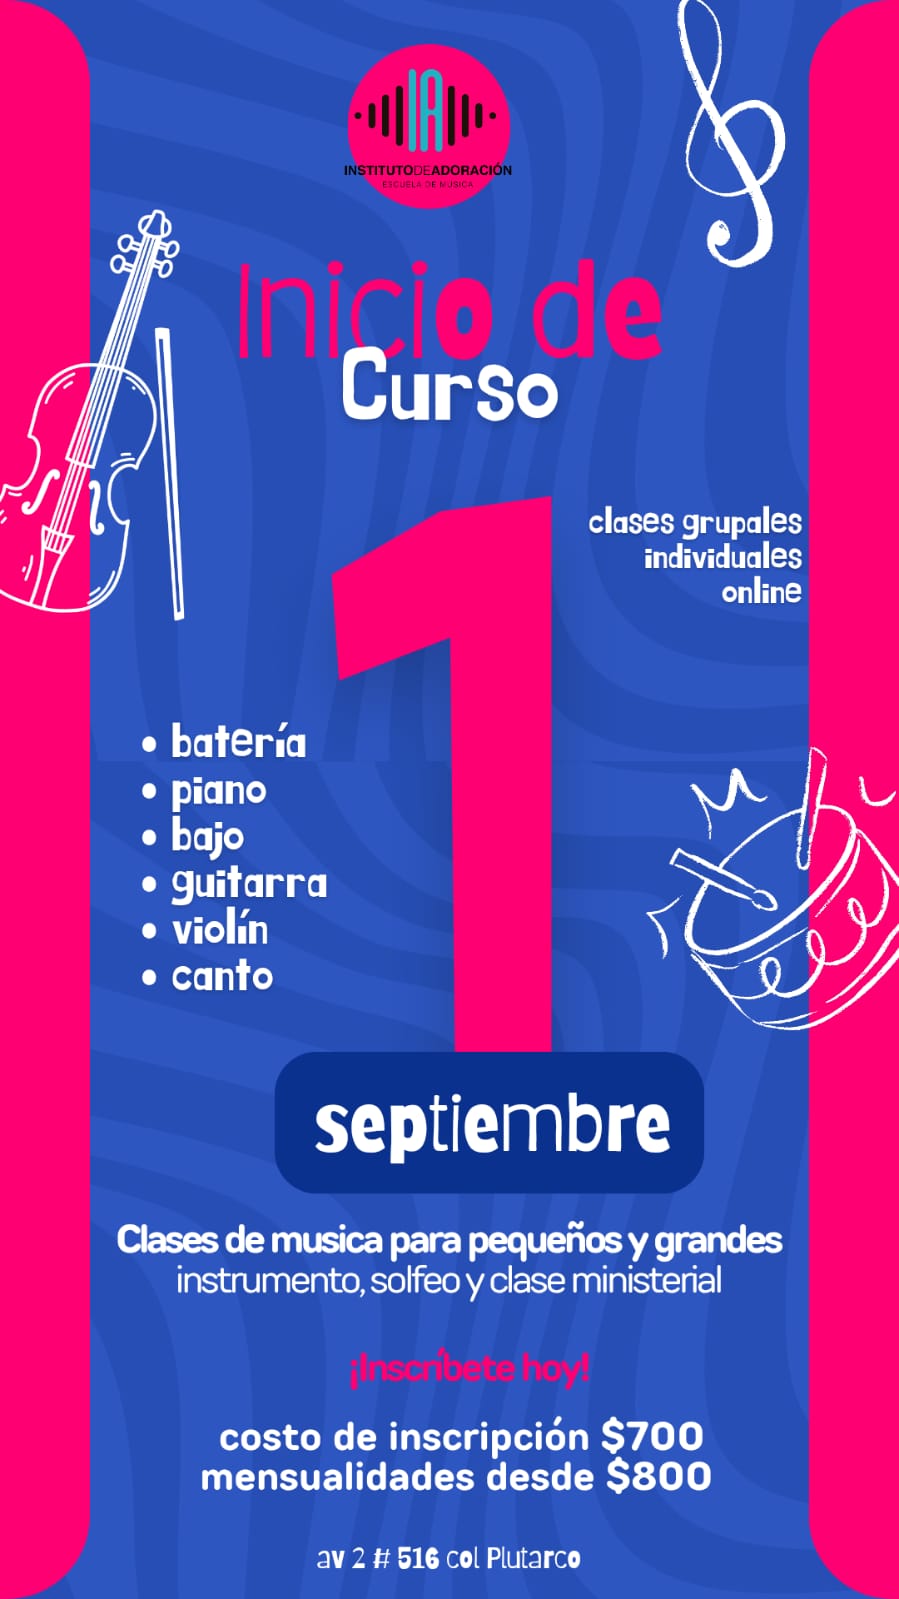 IA
INSTITUTODEADORACIÓN
ESCUELA DE MUSICA
Inicio de
Curso
1
clases grupales
individuales
online
• batería
• piano
• bajo
• guitarra
• violín
• canto
septiembre
Clases de musica para pequeños y grandes
instrumento, solfeo y clase ministerial
¡Inscríbete hoy!
costo de inscripción $700
mensualidades desde $800
av 2 # 516 col Plutarco